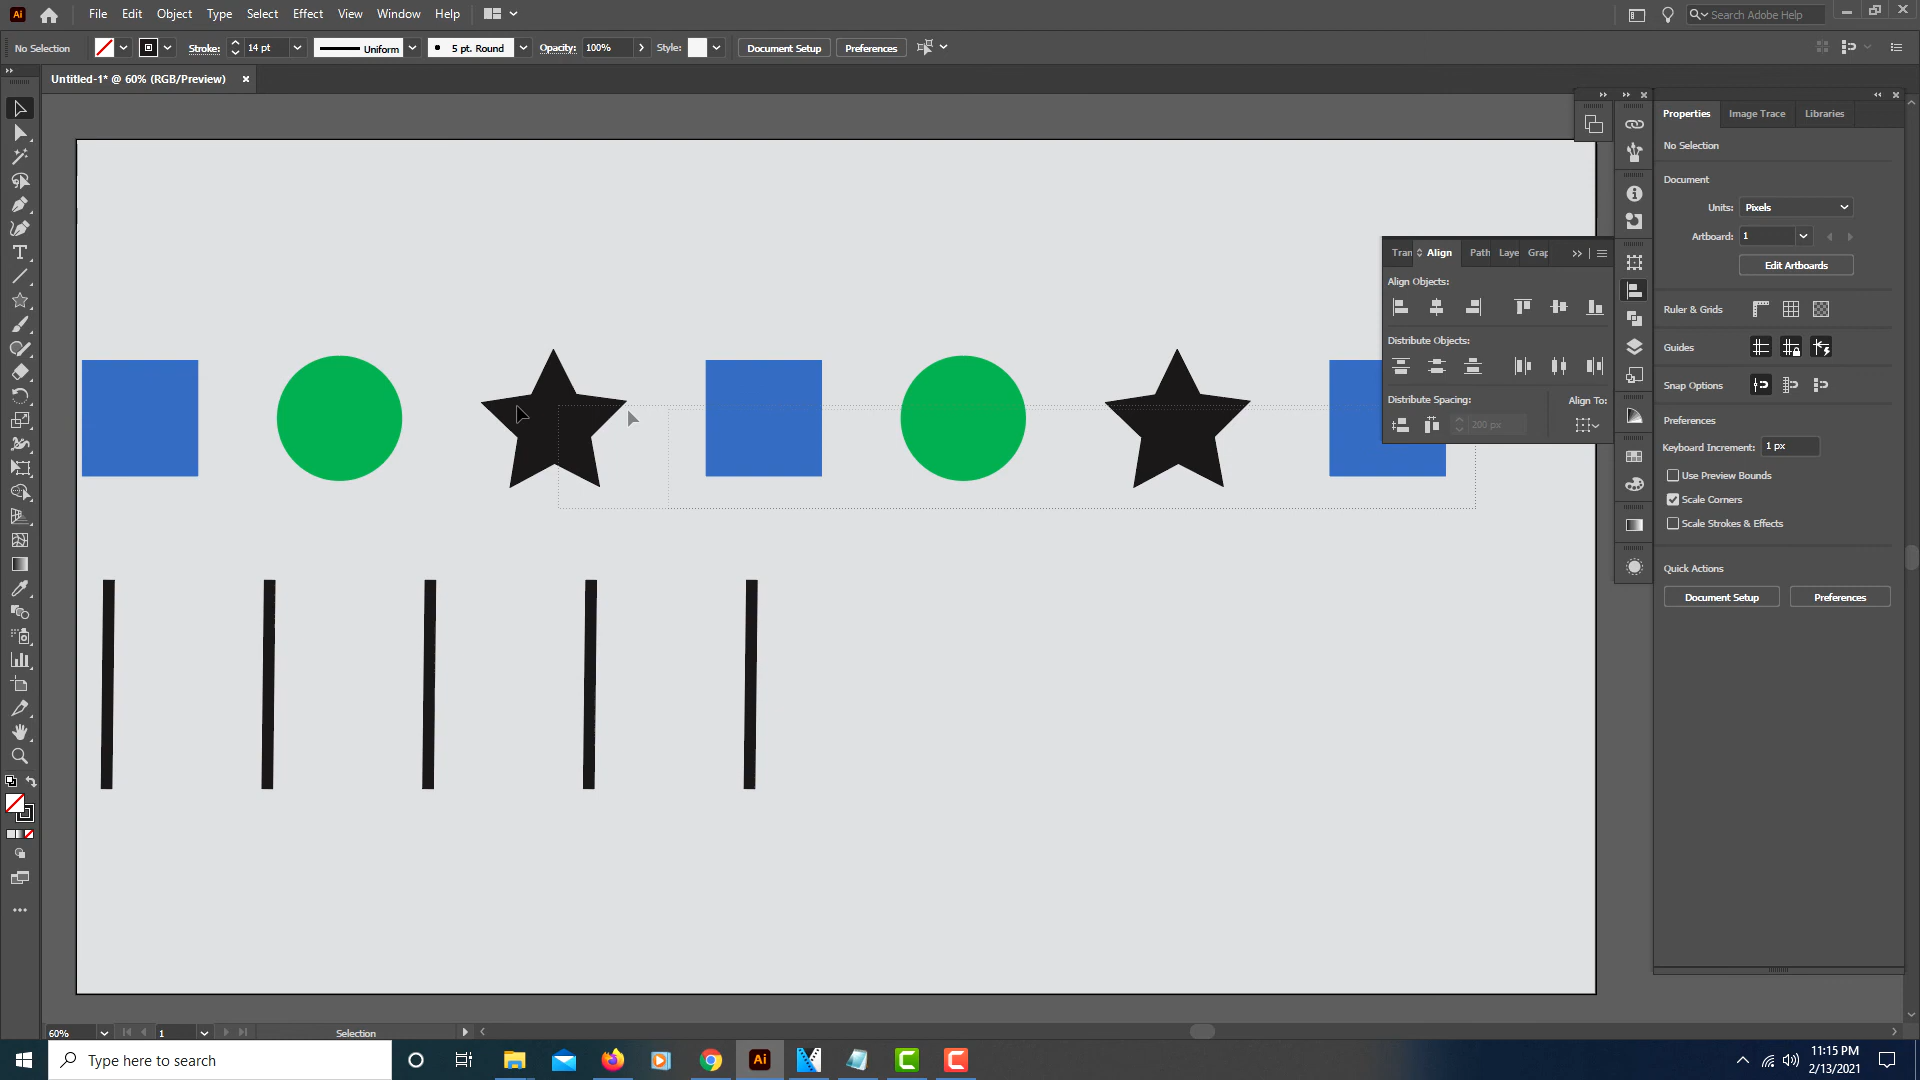 Ai File Edit Object Type Select Effect View Window Help Search Adobe Help
No Selection Stroke: 14 pt Uniform 5 pt. Round Opacity: 100% Style: Document Setup Preferences
Untitled-1* @ 60% (RGB/Preview)
Properties Image Trace Libraries
No Selection
Document
Units: Pixels
Artboard: 1
Edit Artboards
Ruler & Grids
Guides
Snap Options
Preferences
Keyboard Increment: 1 px
Use Preview Bounds
Scale Corners
Scale Strokes & Effects
Quick Actions
Document Setup Preferences
Tran Align Path Laye Grap
Align Objects:
Distribute Objects:
Distribute Spacing: Align To:
200 px
60% 1 Selection
Type here to search
Ai
11:15 PM
2/13/2021